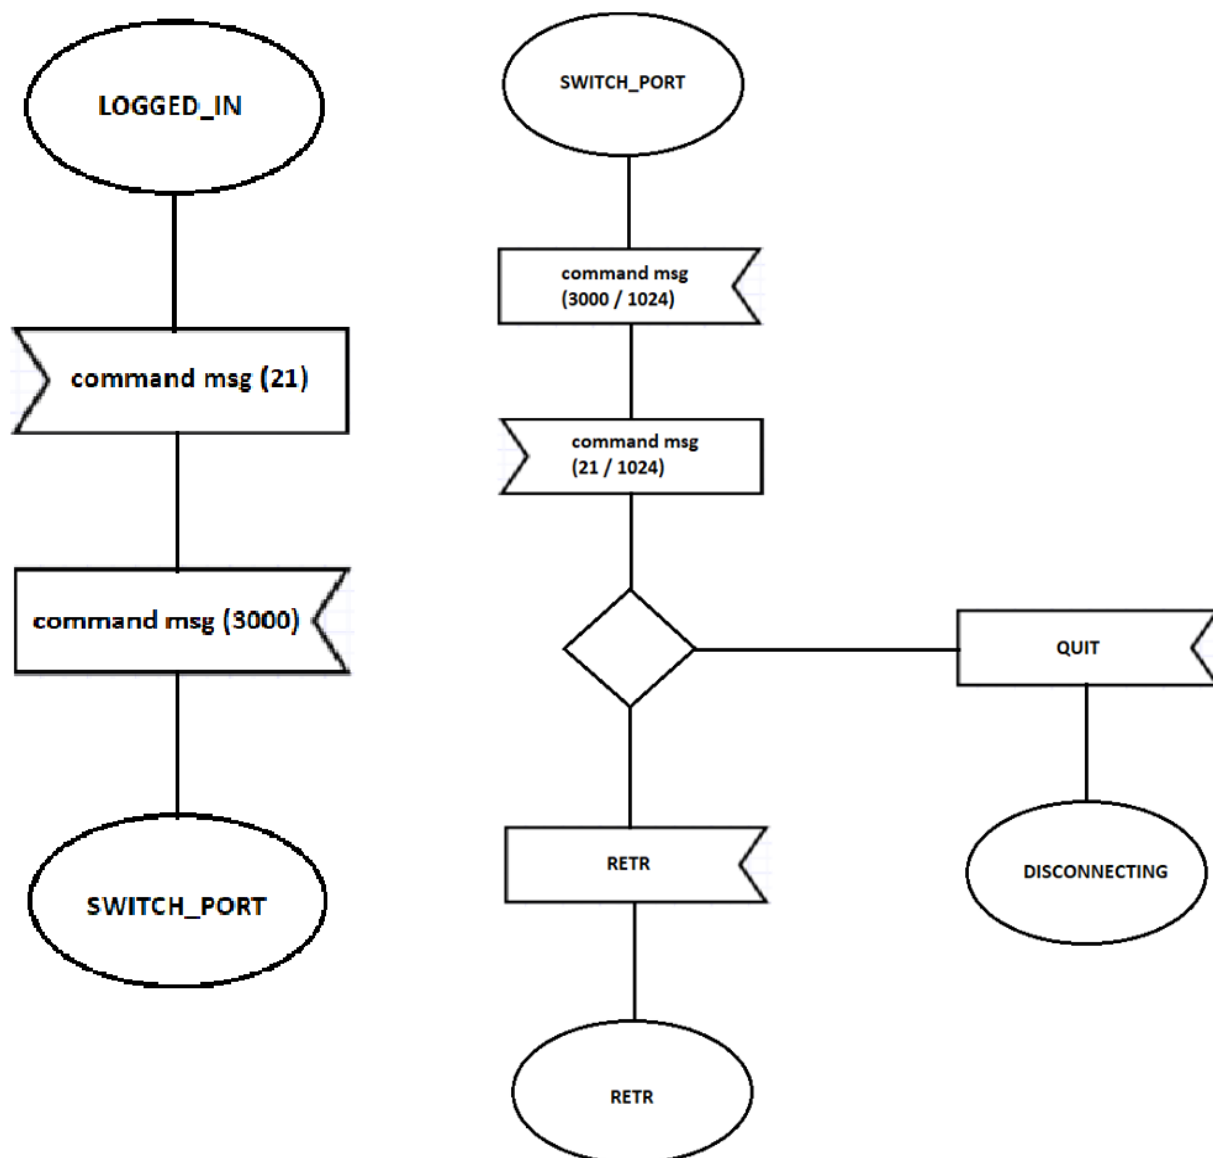 LOGGED_IN
command msg (21)
command msg (3000)
SWITCH_PORT
SWITCH_PORT
command msg
(3000 / 1024)
command msg
(21 / 1024)
QUIT
DISCONNECTING
RETR
RETR